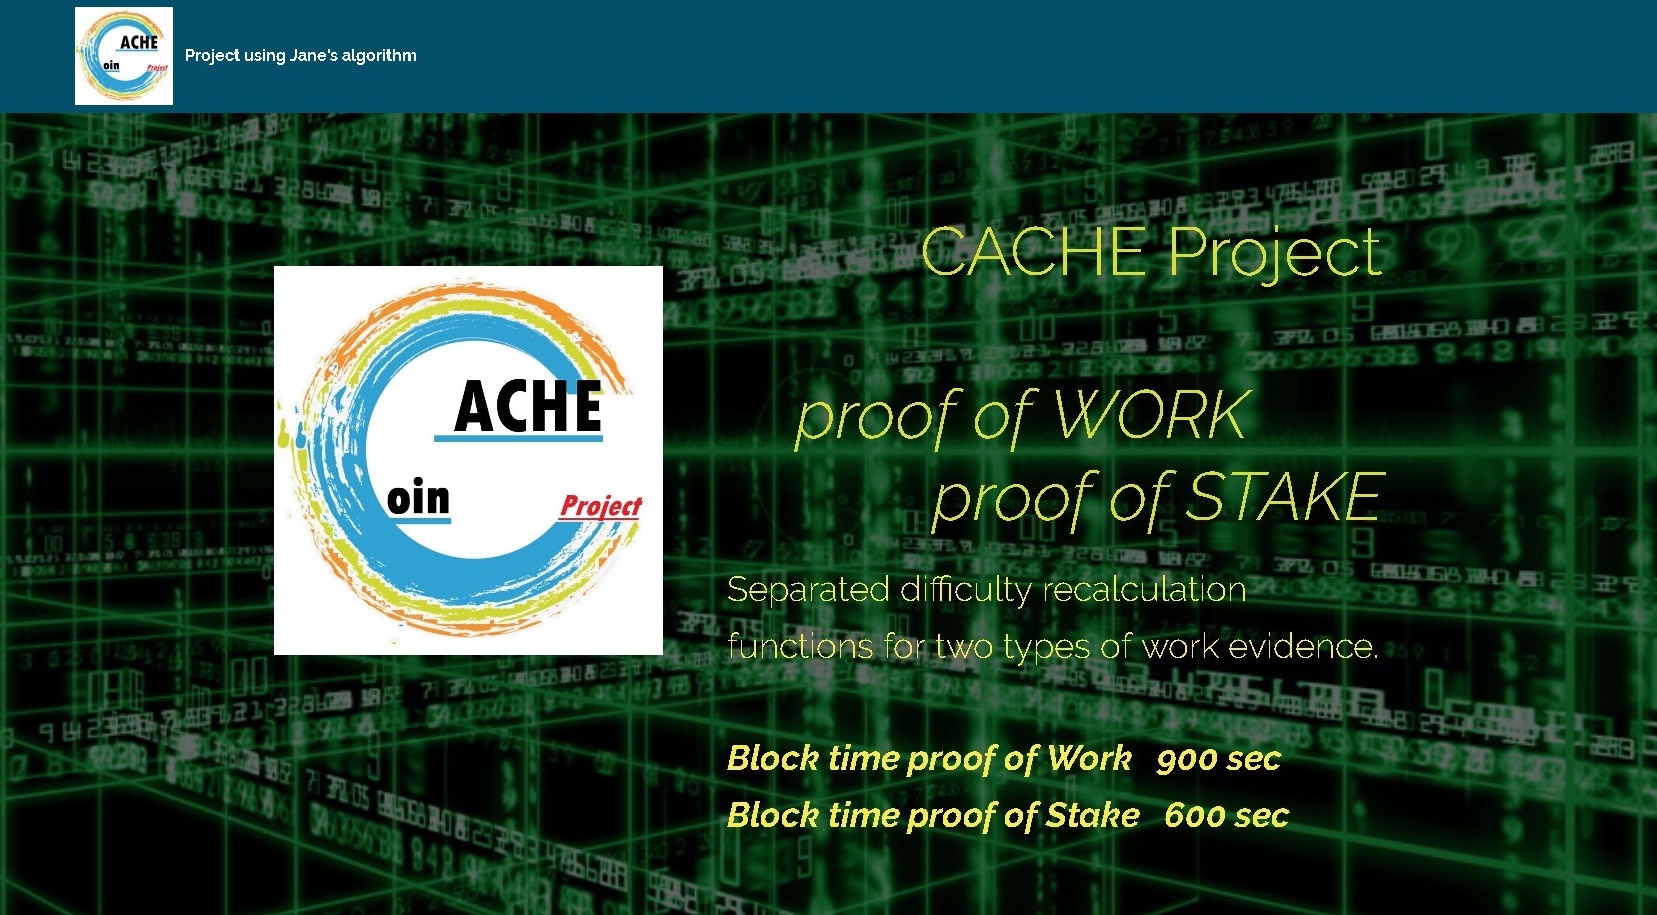 ACHE
oin
Project
Project using Jane's algorithm
CACHE Project
ACHE
oin
Project
proof of WORK
proof of STAKE
Separated difficulty recalculation
functions for two types of work evidence.
Block time proof of Work 900 sec
Block time proof of Stake 600 sec